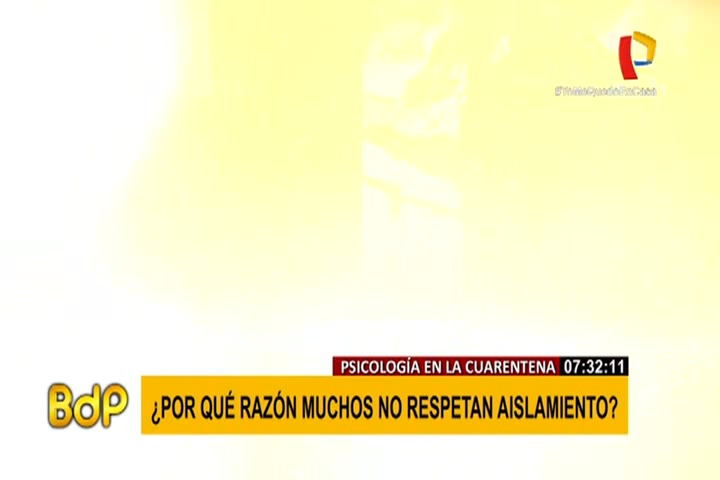 #YoMeQuedoEnCasa
PSICOLOGÍA EN LA CUARENTENA 07:32:11
BdP
¿POR QUÉ RAZÓN MUCHOS NO RESPETAN AISLAMIENTO?